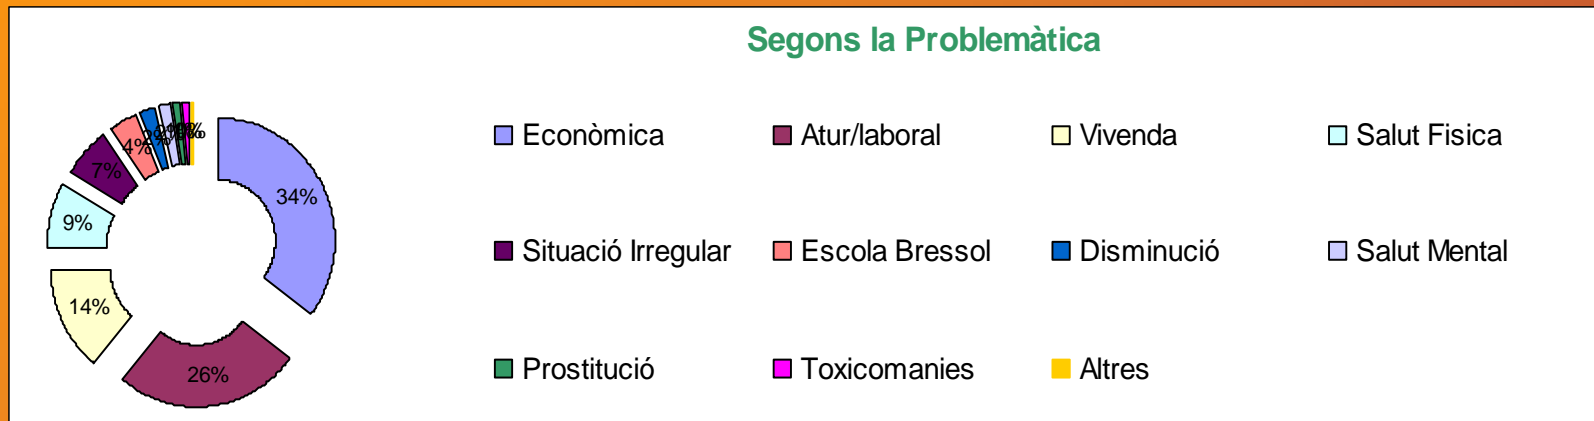 Segons la Problemàtica
Econòmica
Atur/laboral
Vivenda
Salut Fisica
Situació Irregular
Escola Bressol
Disminució
Salut Mental
Prostitució
Toxicomanies
Altres
34%
26%
14%
9%
7%
4%
2%